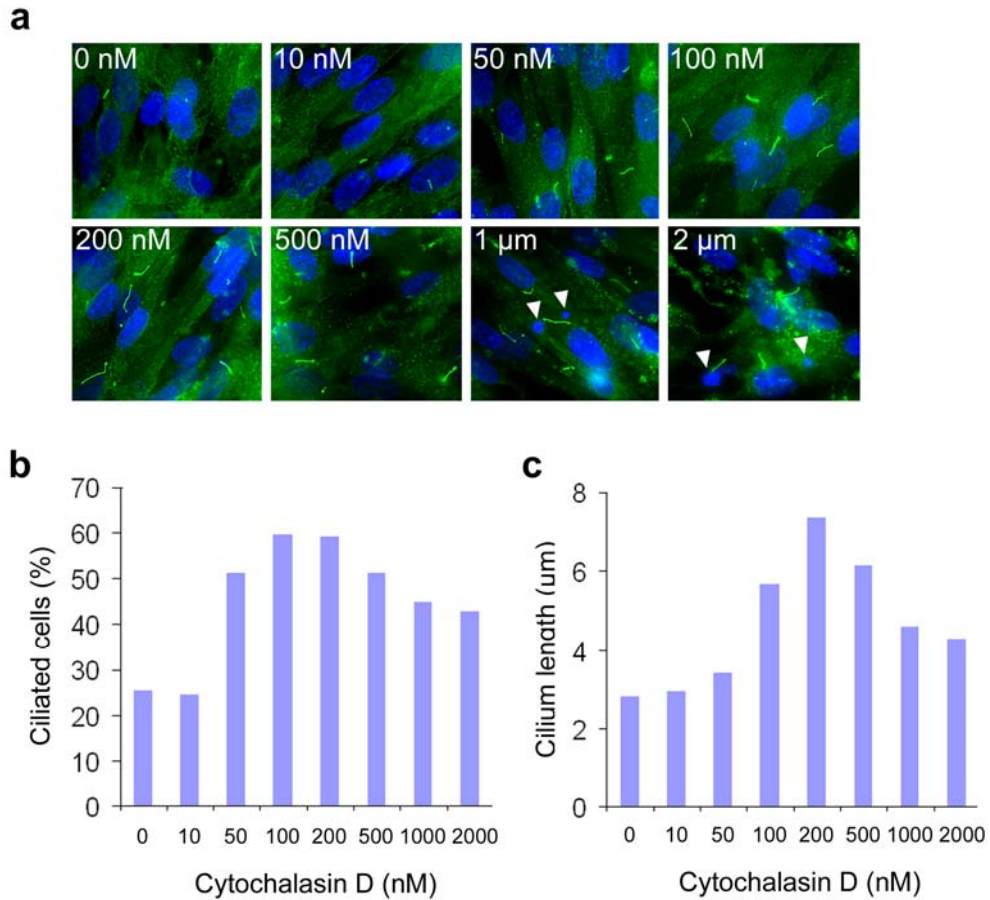 a
0 nM 10 nM 50 nM 100 nM
200 nM 500 nM 1 µm 2 µm
b
70
60
50
40
30
20
10
0
Ciliated cells (%)
0 10 50 100 200 500 1000 2000
Cytochalasin D (nM)
c
8
6
4
2
0
Cilium length (µm)
0 10 50 100 200 500 1000 2000
Cytochalasin D (nM)